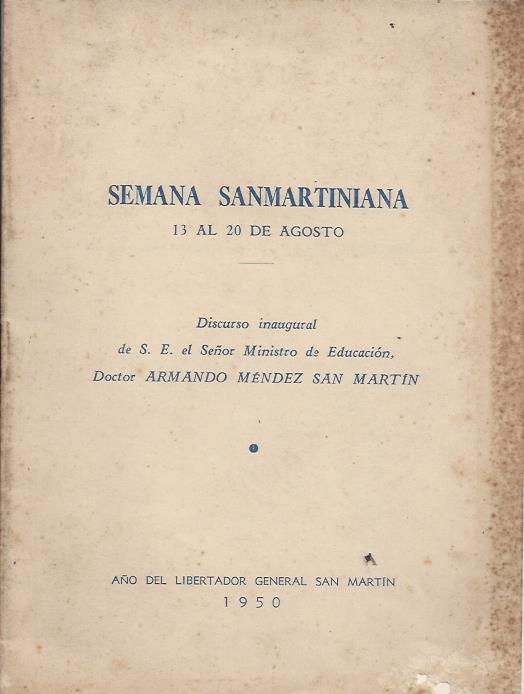 SEMANA SANMARTINIANA
13 AL 20 DE AGOSTO
Discurso inaugural
de S. E. el Señor Ministro de Educación,
Doctor ARMANDO MÉNDEZ SAN MARTÍN
AÑO DEL LIBERTADOR GENERAL SAN MARTÍN
1950